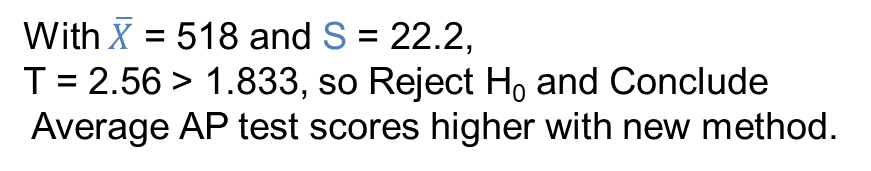 With X̄ = 518 and S = 22.2,
T = 2.56 > 1.833, so Reject H₀ and Conclude
Average AP test scores higher with new method.